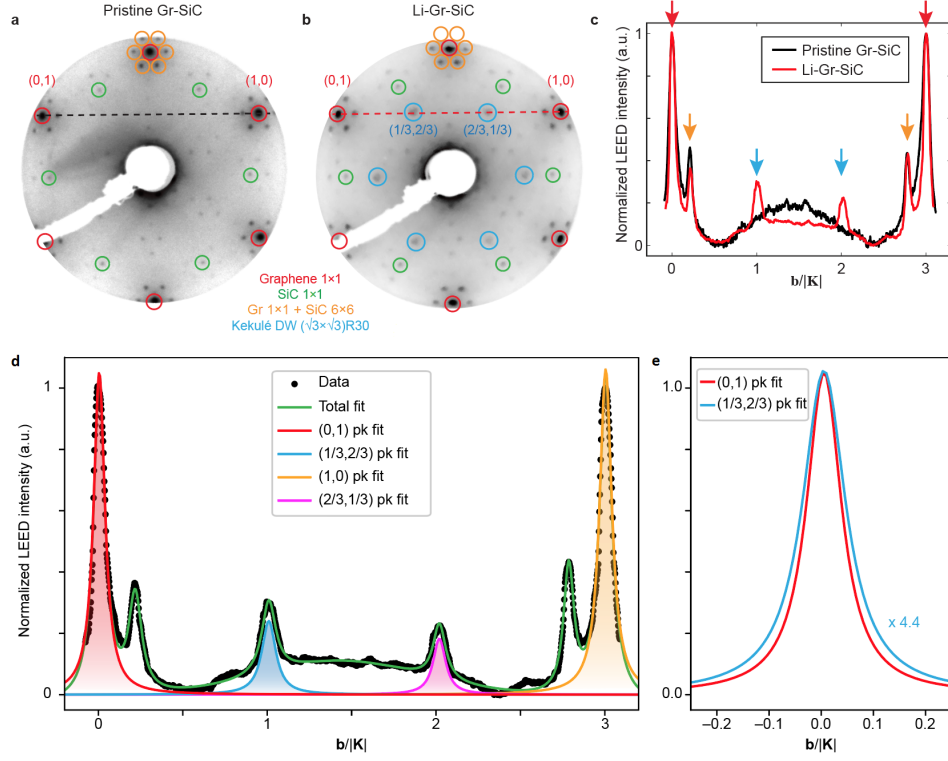 a
Pristine Gr-SiC
(0,1)
(1,0)
b
Li-Gr-SiC
(0,1)
(1,0)
(1/3,2/3)
(2/3,1/3)
Graphene 1×1
SiC 1×1
Gr 1×1 + SiC 6×6
Kekulé DW (√3×√3)R30
c
Normalized LEED intensity (a.u.)
1
0
Pristine Gr-SiC
Li-Gr-SiC
0 1 2 3
b/|K|
d
Normalized LEED intensity (a.u.)
1
0
Data
Total fit
(0,1) pk fit
(1/3,2/3) pk fit
(1,0) pk fit
(2/3,1/3) pk fit
0 1 2 3
b/|K|
e
1.0
0.0
(0,1) pk fit
(1/3,2/3) pk fit
x 4.4
−0.2 −0.1 0.0 0.1 0.2
b/|K|